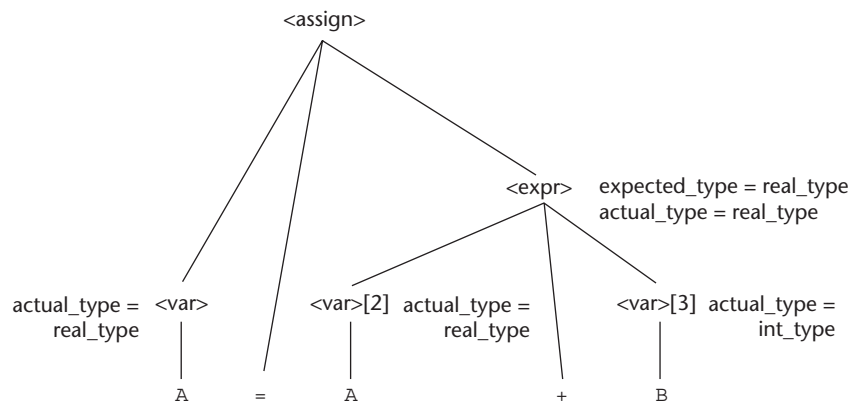 <assign>
<expr> expected_type = real_type
actual_type = real_type
actual_type = <var> <var>[2] actual_type = <var>[3] actual_type =
real_type real_type int_type
A = A + B